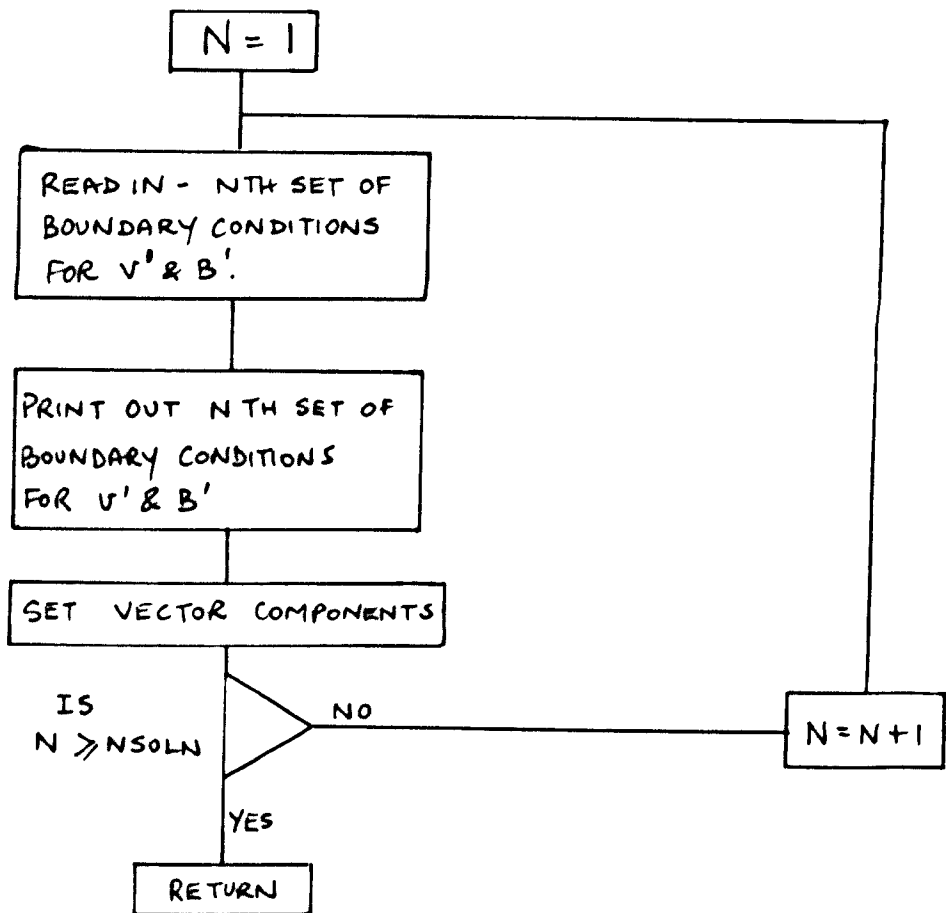 N = 1
READ IN - NTH SET OF
BOUNDARY CONDITIONS
FOR V' & B'.
PRINT OUT N TH SET OF
BOUNDARY CONDITIONS
FOR V' & B'
SET VECTOR COMPONENTS
IS
N ⩾ NSOLN
NO
N = N + 1
YES
RETURN